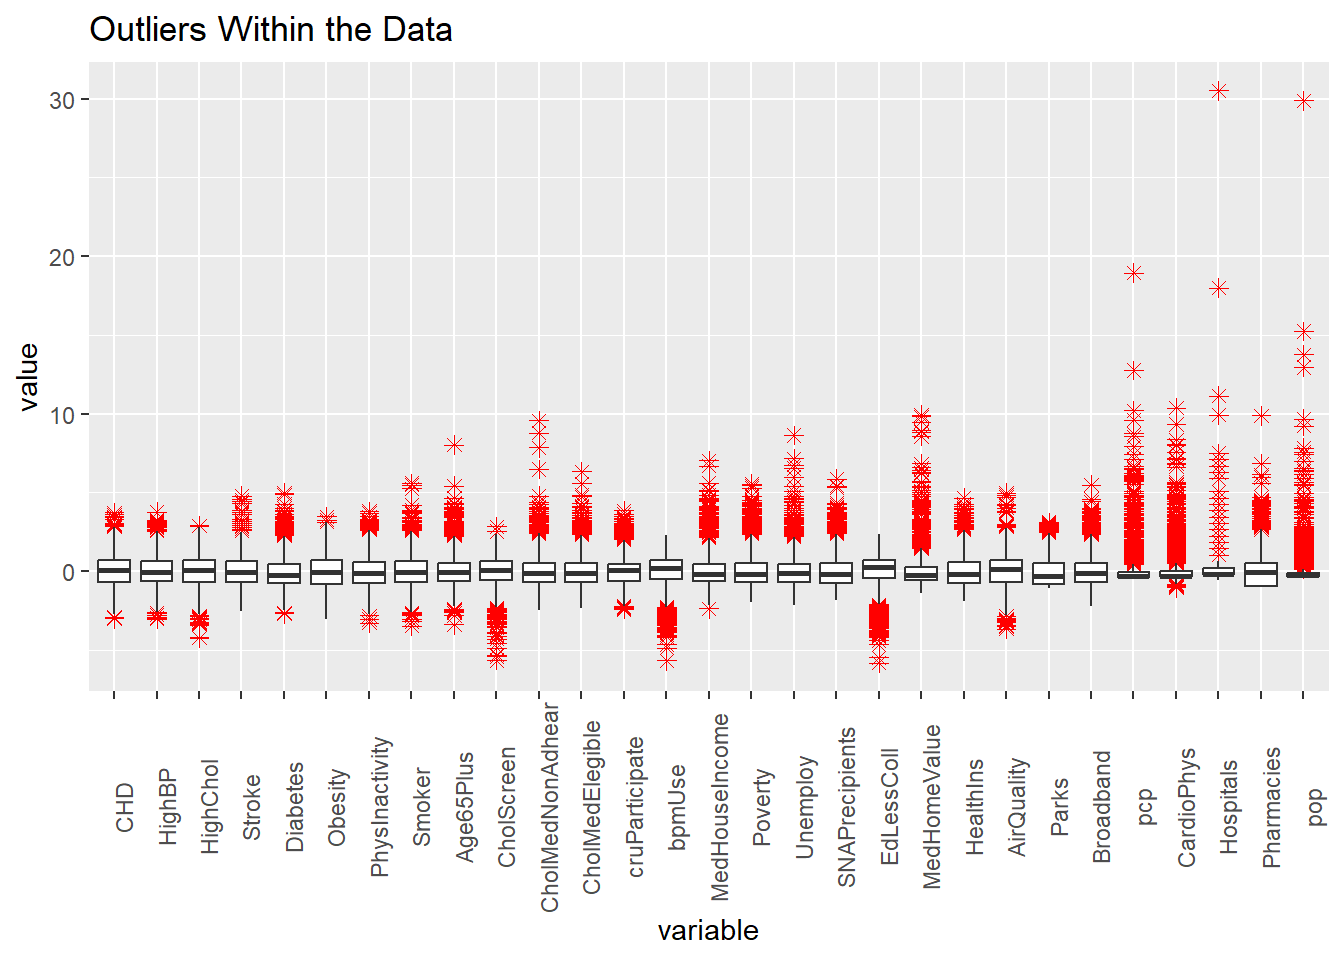 Outliers Within the Data
30
20
10
0
value
CHD
HighBP
HighChol
Stroke
Diabetes
Obesity
PhysInactivity
Smoker
Age65Plus
CholScreen
CholMedNonAdhear
CholMedElegible
cruParticipate
bpmUse
MedHouseIncome
Poverty
Unemploy
SNAPrecipients
EdLessColl
MedHomeValue
HealthIns
AirQuality
Parks
Broadband
pcp
CardioPhys
Hospitals
Pharmacies
pop
variable